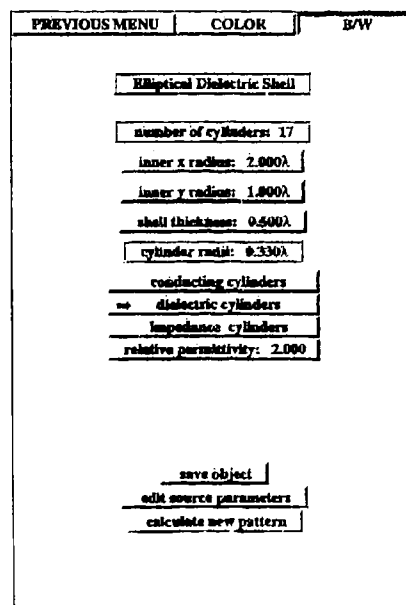 PREVIOUS MENU COLOR B/W
Elliptical Dielectric Shell
number of cylinders: 17
inner x radius: 2.000λ
inner y radius: 1.000λ
shell thickness: 0.600λ
cylinder radii: 0.330λ
conducting cylinders
⇒ dielectric cylinders
impedance cylinders
relative permittivity: 2.000
save object
edit source parameters
calculate new pattern